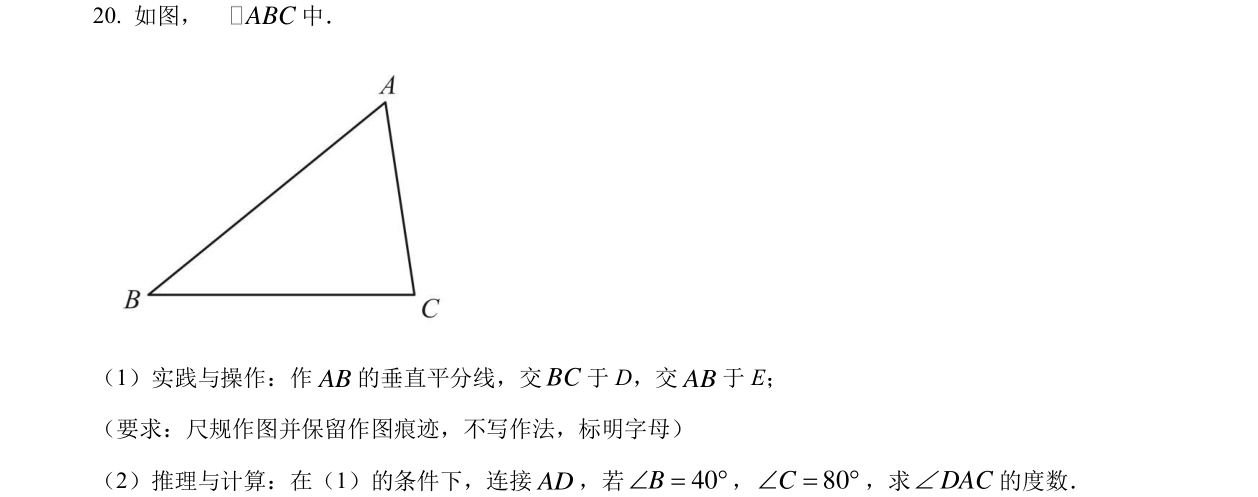 20. 如图， □ABC 中.
A
B
C
（1）实践与操作：作 AB 的垂直平分线，交 BC 于 D，交 AB 于 E；
（要求：尺规作图并保留作图痕迹，不写作法，标明字母）
（2）推理与计算：在（1）的条件下，连接 AD，若∠B = 40°，∠C = 80°，求∠DAC 的度数.